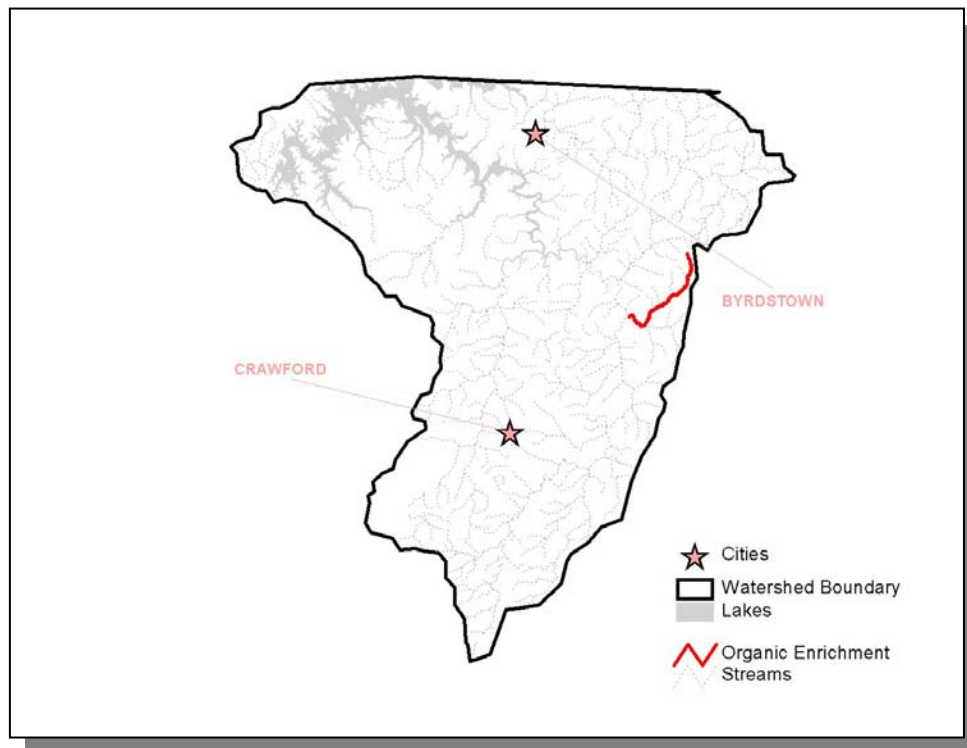 BYRDSTOWN
CRAWFORD
Cities
Watershed Boundary
Lakes
Organic Enrichment
Streams